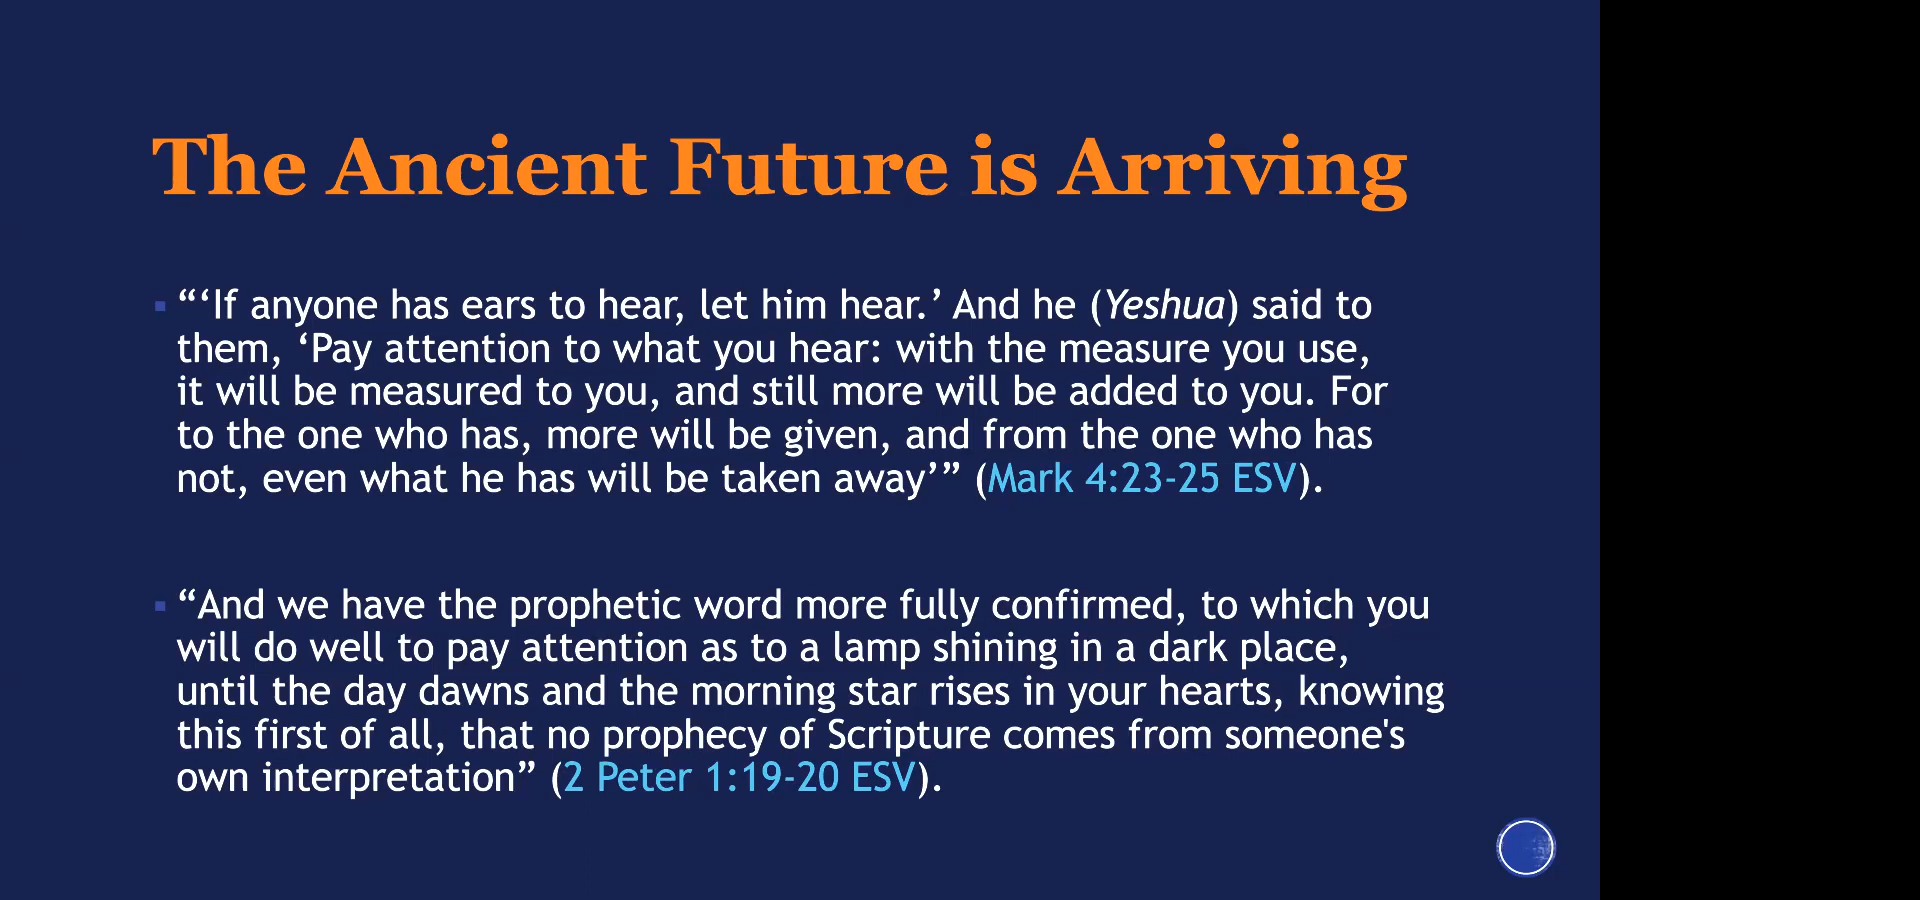 The Ancient Future is Arriving
▪ “‘If anyone has ears to hear, let him hear.’ And he (Yeshua) said to
them, ‘Pay attention to what you hear: with the measure you use,
it will be measured to you, and still more will be added to you. For
to the one who has, more will be given, and from the one who has
not, even what he has will be taken away’” (Mark 4:23-25 ESV).
▪ “And we have the prophetic word more fully confirmed, to which you
will do well to pay attention as to a lamp shining in a dark place,
until the day dawns and the morning star rises in your hearts, knowing
this first of all, that no prophecy of Scripture comes from someone's
own interpretation” (2 Peter 1:19-20 ESV).